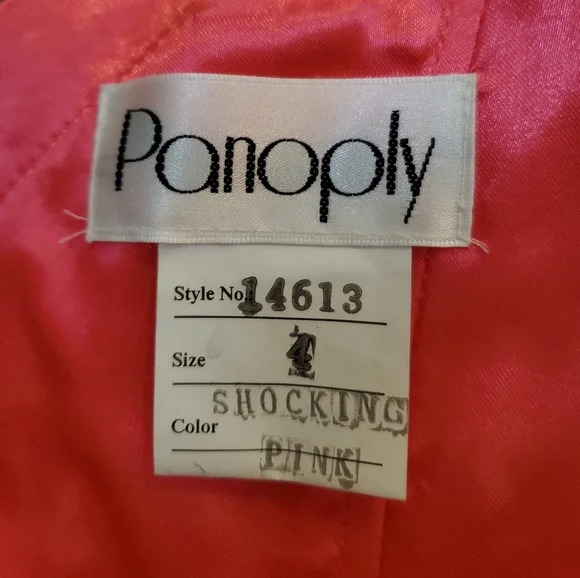 Panoply
Style No. 14613
Size 4
SHOCKING
Color
PINK